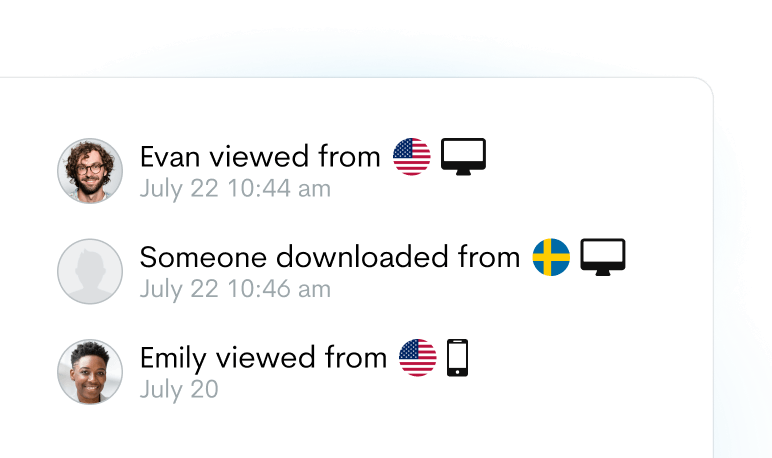 Evan viewed from
July 22 10:44 am
Someone downloaded from
July 22 10:46 am
Emily viewed from
July 20